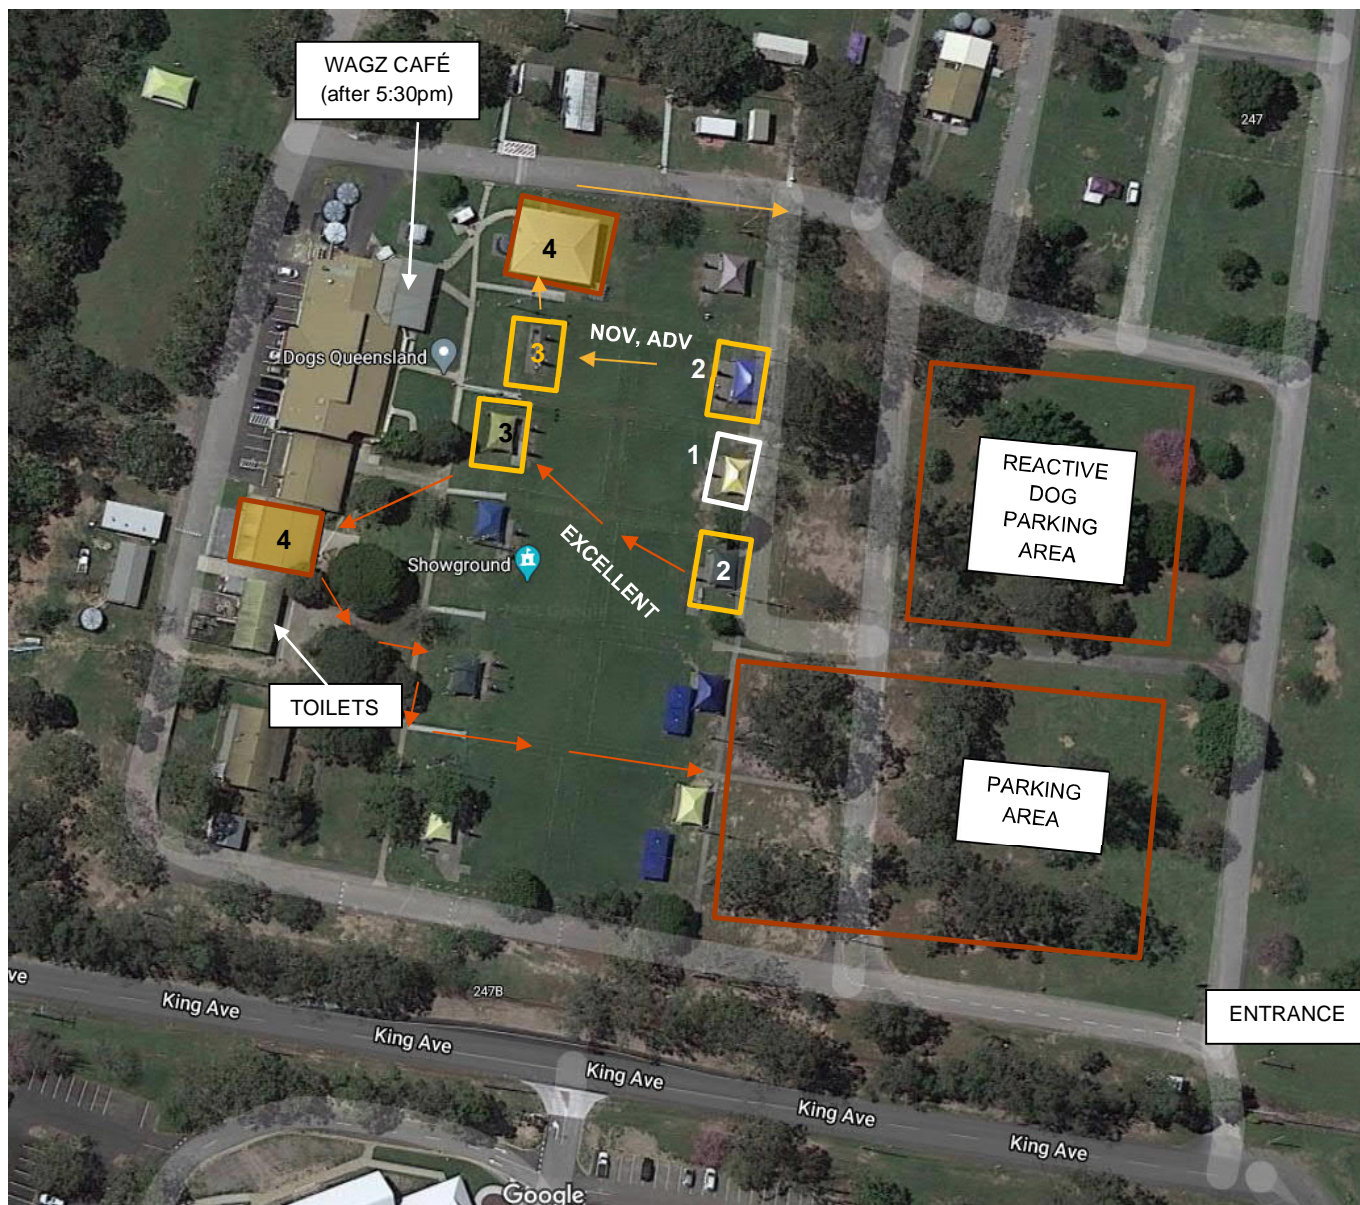 WAGZ CAFÉ
(after 5:30pm)
247
4
NOV, ADV
3
2
Dogs Queensland
3
1
REACTIVE
DOG
PARKING
AREA
4
Showground
EXCELLENT
2
TOILETS
PARKING
AREA
247B
ENTRANCE
ve
King Ave
King Ave
King Ave
King Ave
King Ave
Google